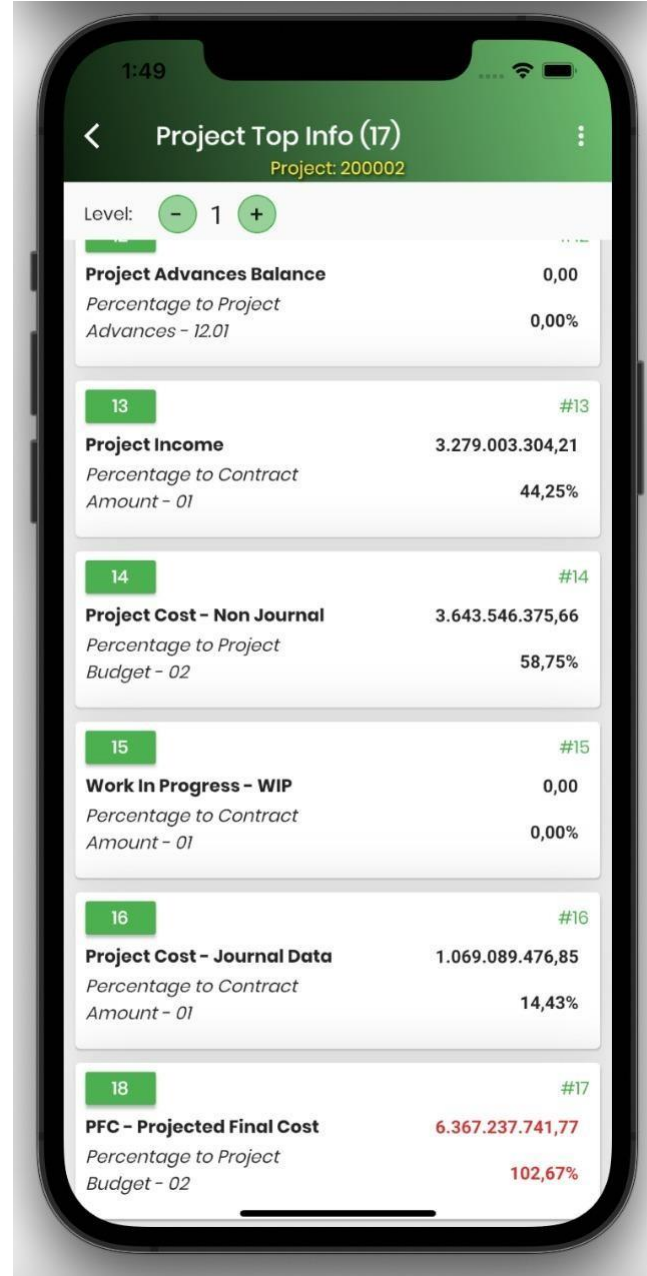 1:49
Project Top Info (17)
Project: 200002
Level: - 1 +
12 #12
Project Advances Balance 0,00
Percentage to Project
Advances - 12.01 0,00%
13 #13
Project Income 3.279.003.304,21
Percentage to Contract
Amount - 01 44,25%
14 #14
Project Cost - Non Journal 3.643.546.375,66
Percentage to Project
Budget - 02 58,75%
15 #15
Work In Progress - WIP 0,00
Percentage to Contract
Amount - 01 0,00%
16 #16
Project Cost - Journal Data 1.069.089.476,85
Percentage to Contract
Amount - 01 14,43%
18 #17
PFC - Projected Final Cost 6.367.237.741,77
Percentage to Project
Budget - 02 102,67%